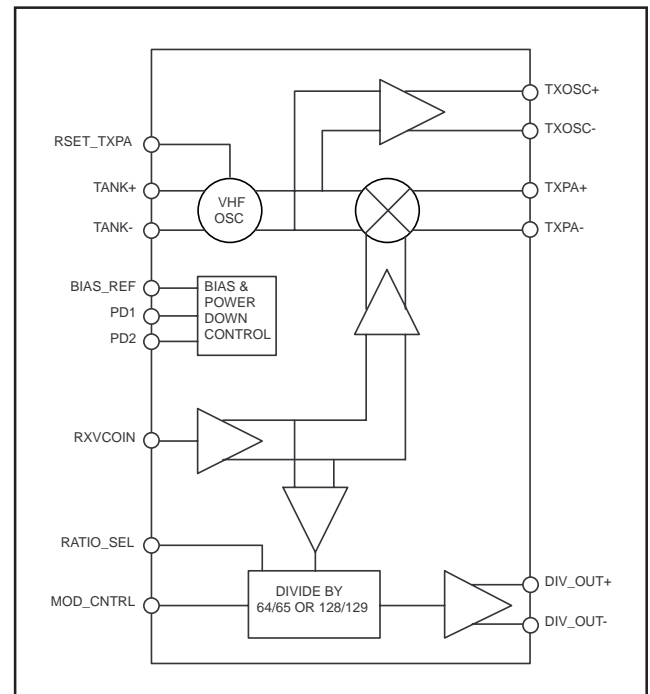 TXOSC+
TXOSC-
RSET_TXPA
TANK+
TANK-
VHF
OSC
TXPA+
TXPA-
BIAS_REF
PD1
PD2
BIAS &
POWER
DOWN
CONTROL
RXVCOIN
RATIO_SEL
MOD_CNTRL
DIVIDE BY
64/65 OR 128/129
DIV_OUT+
DIV_OUT-